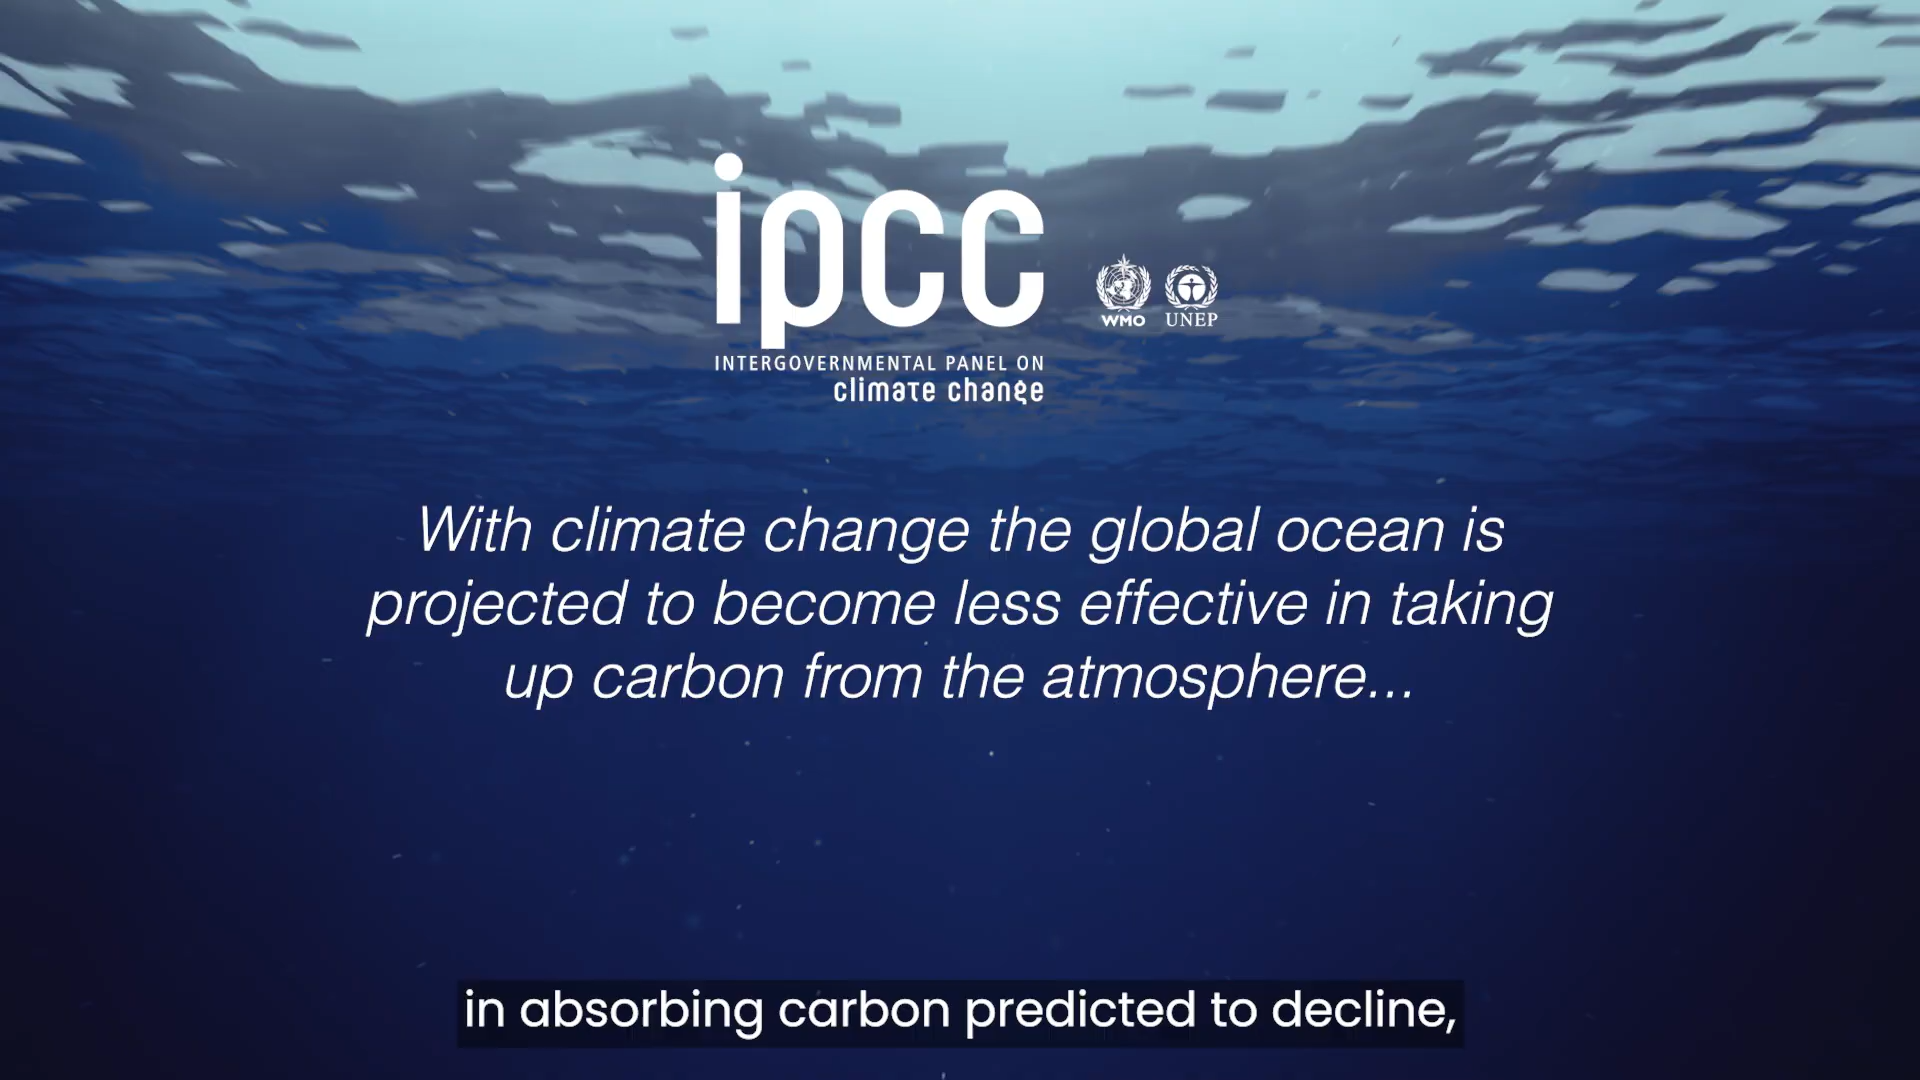 ipcc
WMO
UNEP
INTERGOVERNMENTAL PANEL ON
climate change
With climate change the global ocean is
projected to become less effective in taking
up carbon from the atmosphere...
in absorbing carbon predicted to decline,